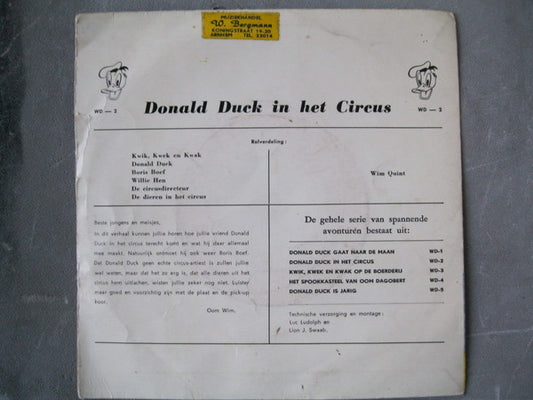 MUZIEKHANDEL
W. Bergmann
KONINGSTRAAT 19-20
ARNHEM TEL. 23014
WD — 2
WD — 2
Donald Duck in het Circus
Rolverdeling:
Kwik, Kwek en Kwak
Donald Duck
Boris Boef
Willie Hen
De circusdirecteur
De dieren in het circus
Wim Quint
Beste jongens en meisjes,
In dit verhaal kunnen jullie horen hoe jullie vriend Donald
Duck in het circus terecht komt en wat hij daar allemaal
mee maakt. Natuurlijk ontmoet hij ook weer Boris Boef.
Dat Donald Duck geen echte circus-artiest is zullen jullie
wel weten, maar dat het zo erg is, dat alle dieren uit het
circus hem uitlachen, wisten jullie zeker nog niet. Luister
maar goed en voorzichtig zijn met de plaat en de pick-up
hoor.
Oom Wim.
De gehele serie van spannende
avonturen bestaat uit:
DONALD DUCK GAAT NAAR DE MAAN WD-1
DONALD DUCK IN HET CIRCUS WD-2
KWIK, KWEK EN KWAK OP DE BOERDERIJ WD-3
HET SPOOKKASTEEL VAN OOM DAGOBERT WD-4
DONALD DUCK IS JARIG WD-5
Technische verzorging en montage:
Luc Ludolph en
Lion J. Swaab.